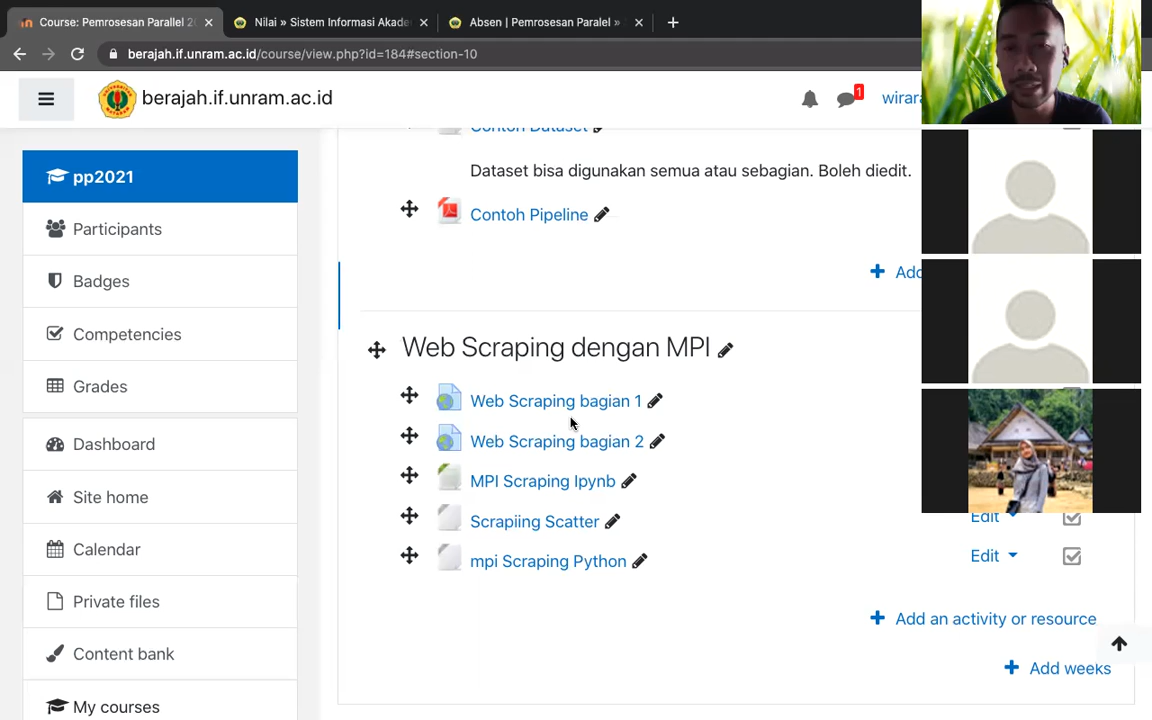 Course: Pemrosesan Parallel 20
Nilai » Sistem Informasi Akade
Absen | Pemrosesan Paralel »
berajah.if.unram.ac.id/course/view.php?id=184#section-10
berajah.if.unram.ac.id
1
wirara
Contoh Dataset
pp2021
Dataset bisa digunakan semua atau sebagian. Boleh diedit.
Participants
Contoh Pipeline
Badges
Add
Competencies
Web Scraping dengan MPI
Grades
Web Scraping bagian 1
Dashboard
Web Scraping bagian 2
Site home
MPI Scraping Ipynb
Scrapiing Scatter
Edit
Calendar
mpi Scraping Python
Edit
Private files
Add an activity or resource
Content bank
Add weeks
My courses